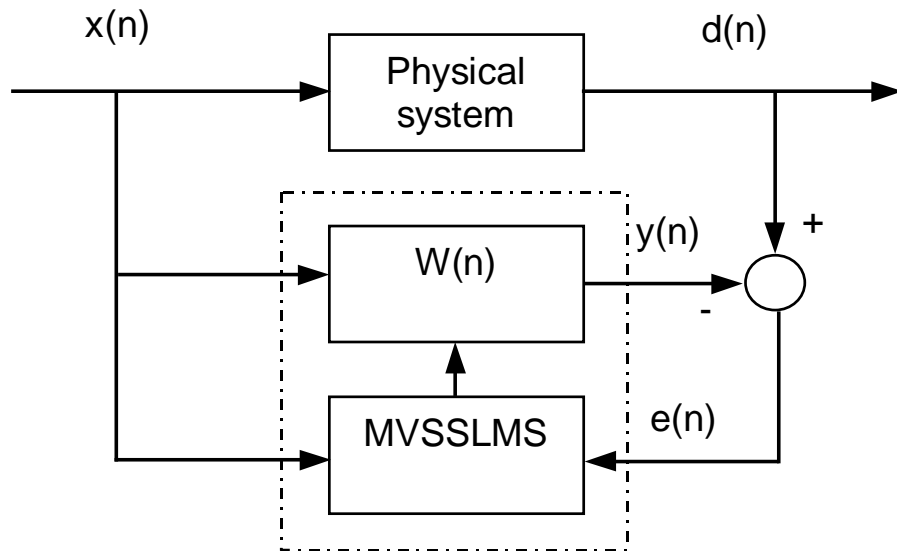 x(n)
d(n)
Physical
system
+
y(n)
W(n)
-
MVSSLMS
e(n)